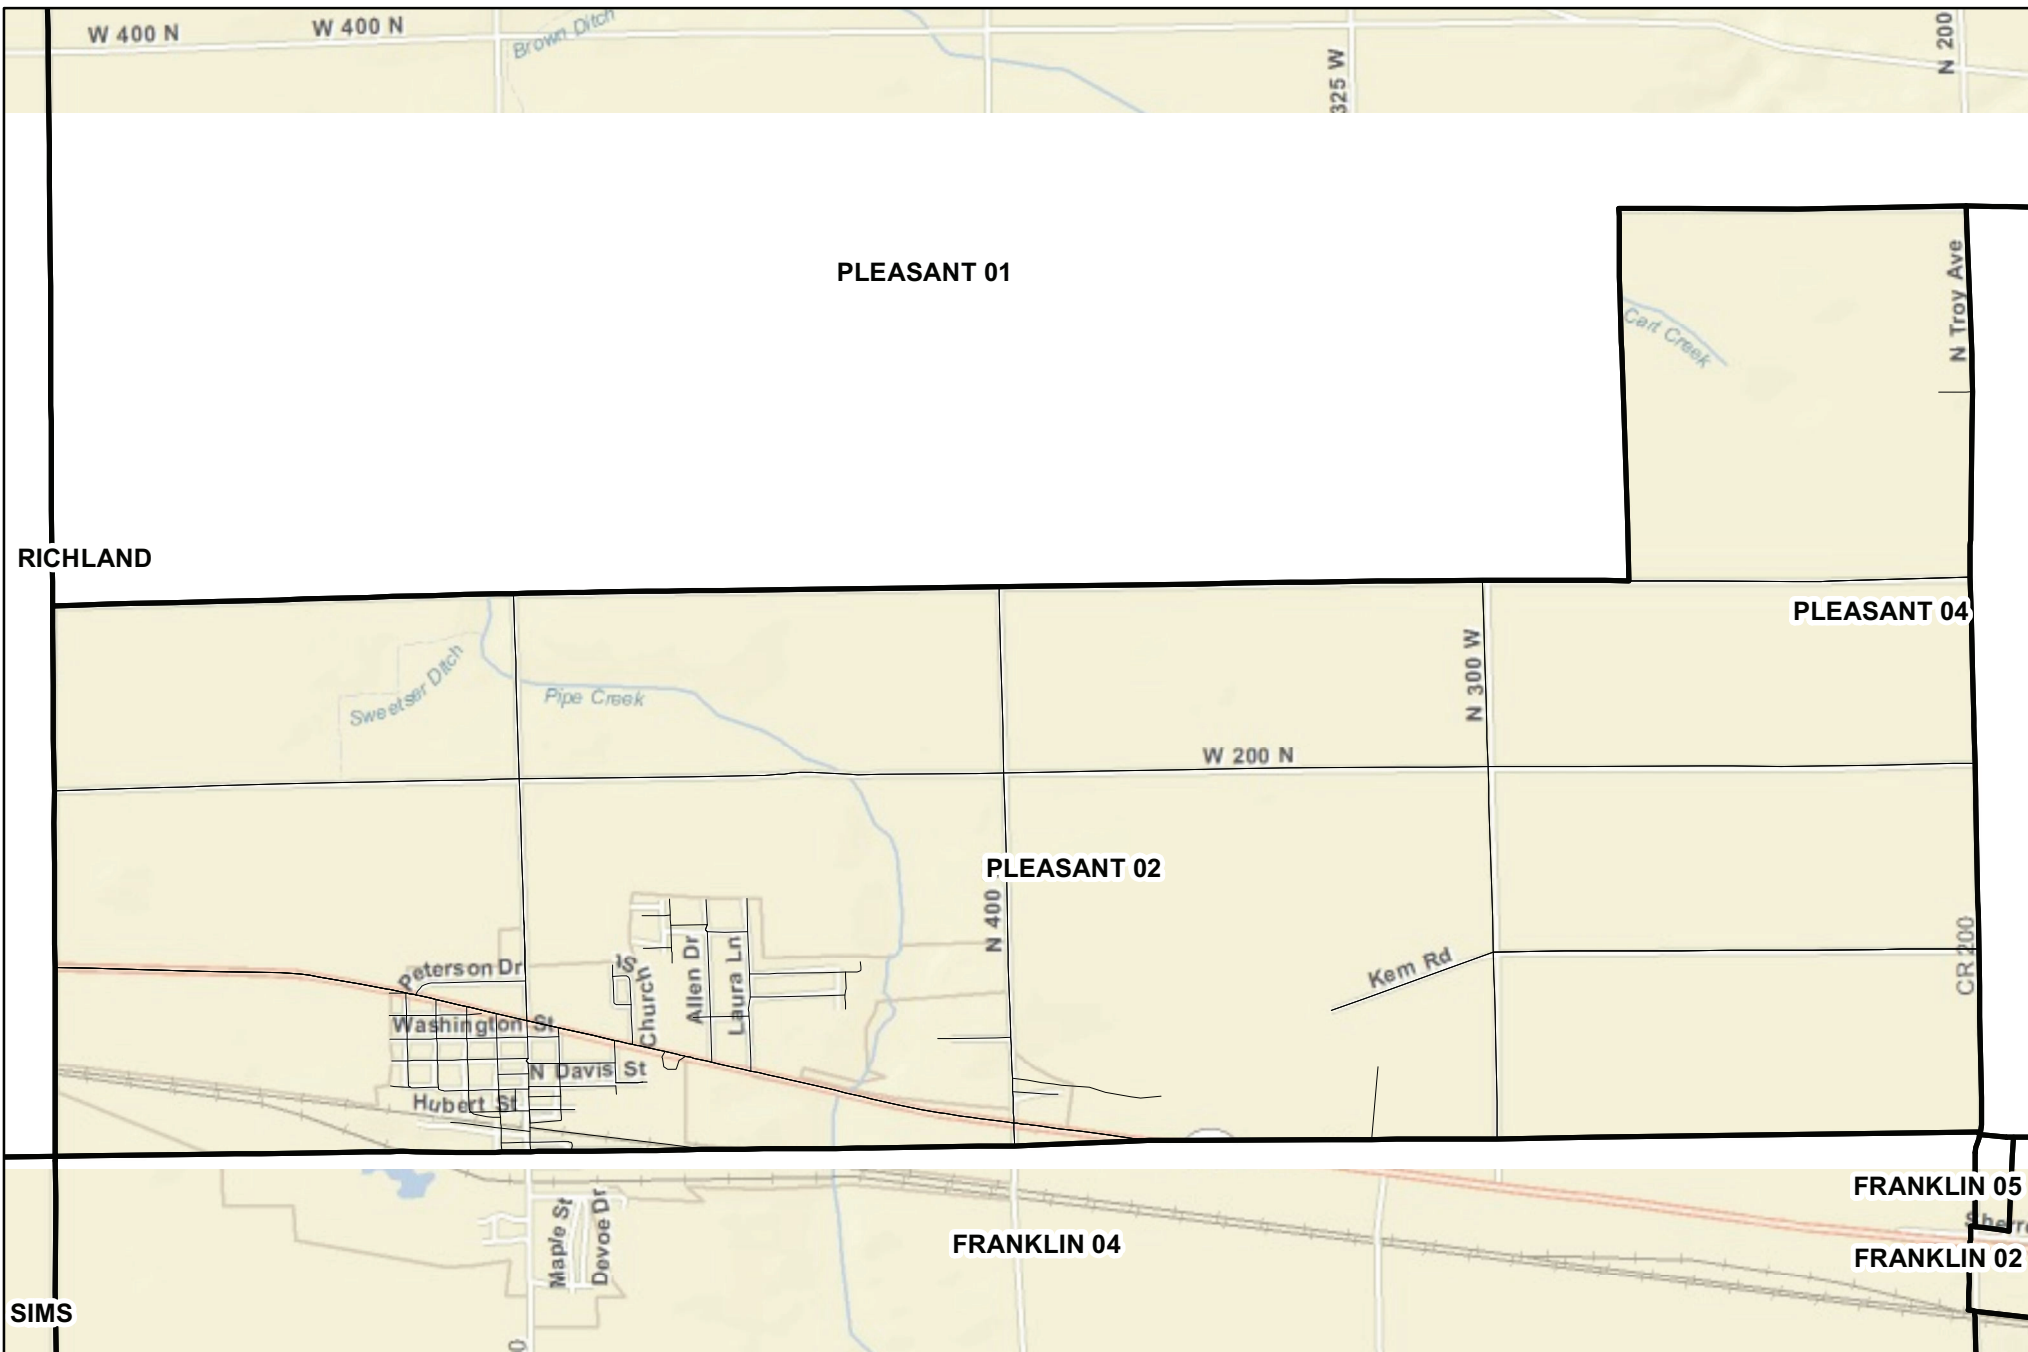 W 400 N
W 400 N
Brown Ditch
325 W
N 200
PLEASANT 01
N Troy Ave
Cart Creek
RICHLAND
PLEASANT 04
Sweetser Ditch
Pipe Creek
N 300 W
W 200 N
PLEASANT 02
N 400
Peterson Dr
Church
Allen Dr
Laura Ln
Kem Rd
CR 200
Washington St
N Davis St
Hubert St
FRANKLIN 05
Maple St
Devoe Dr
FRANKLIN 04
FRANKLIN 02
SIMS